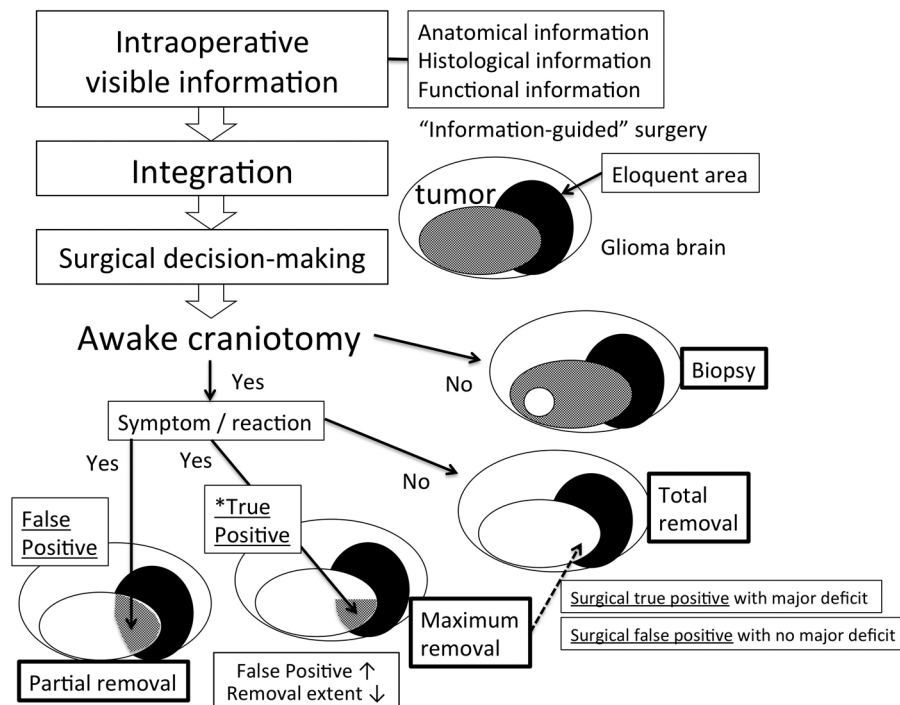 Intraoperative
visible information
Anatomical information
Histological information
Functional information
"Information-guided" surgery
Integration
tumor
Eloquent area
Glioma brain
Surgical decision-making
Awake craniotomy
No
Biopsy
Yes
Symptom / reaction
Yes
Yes
No
False
Positive
*True
Positive
Total
removal
Maximum
removal
Surgical true positive with major deficit
Surgical false positive with no major deficit
Partial removal
False Positive ↑
Removal extent ↓